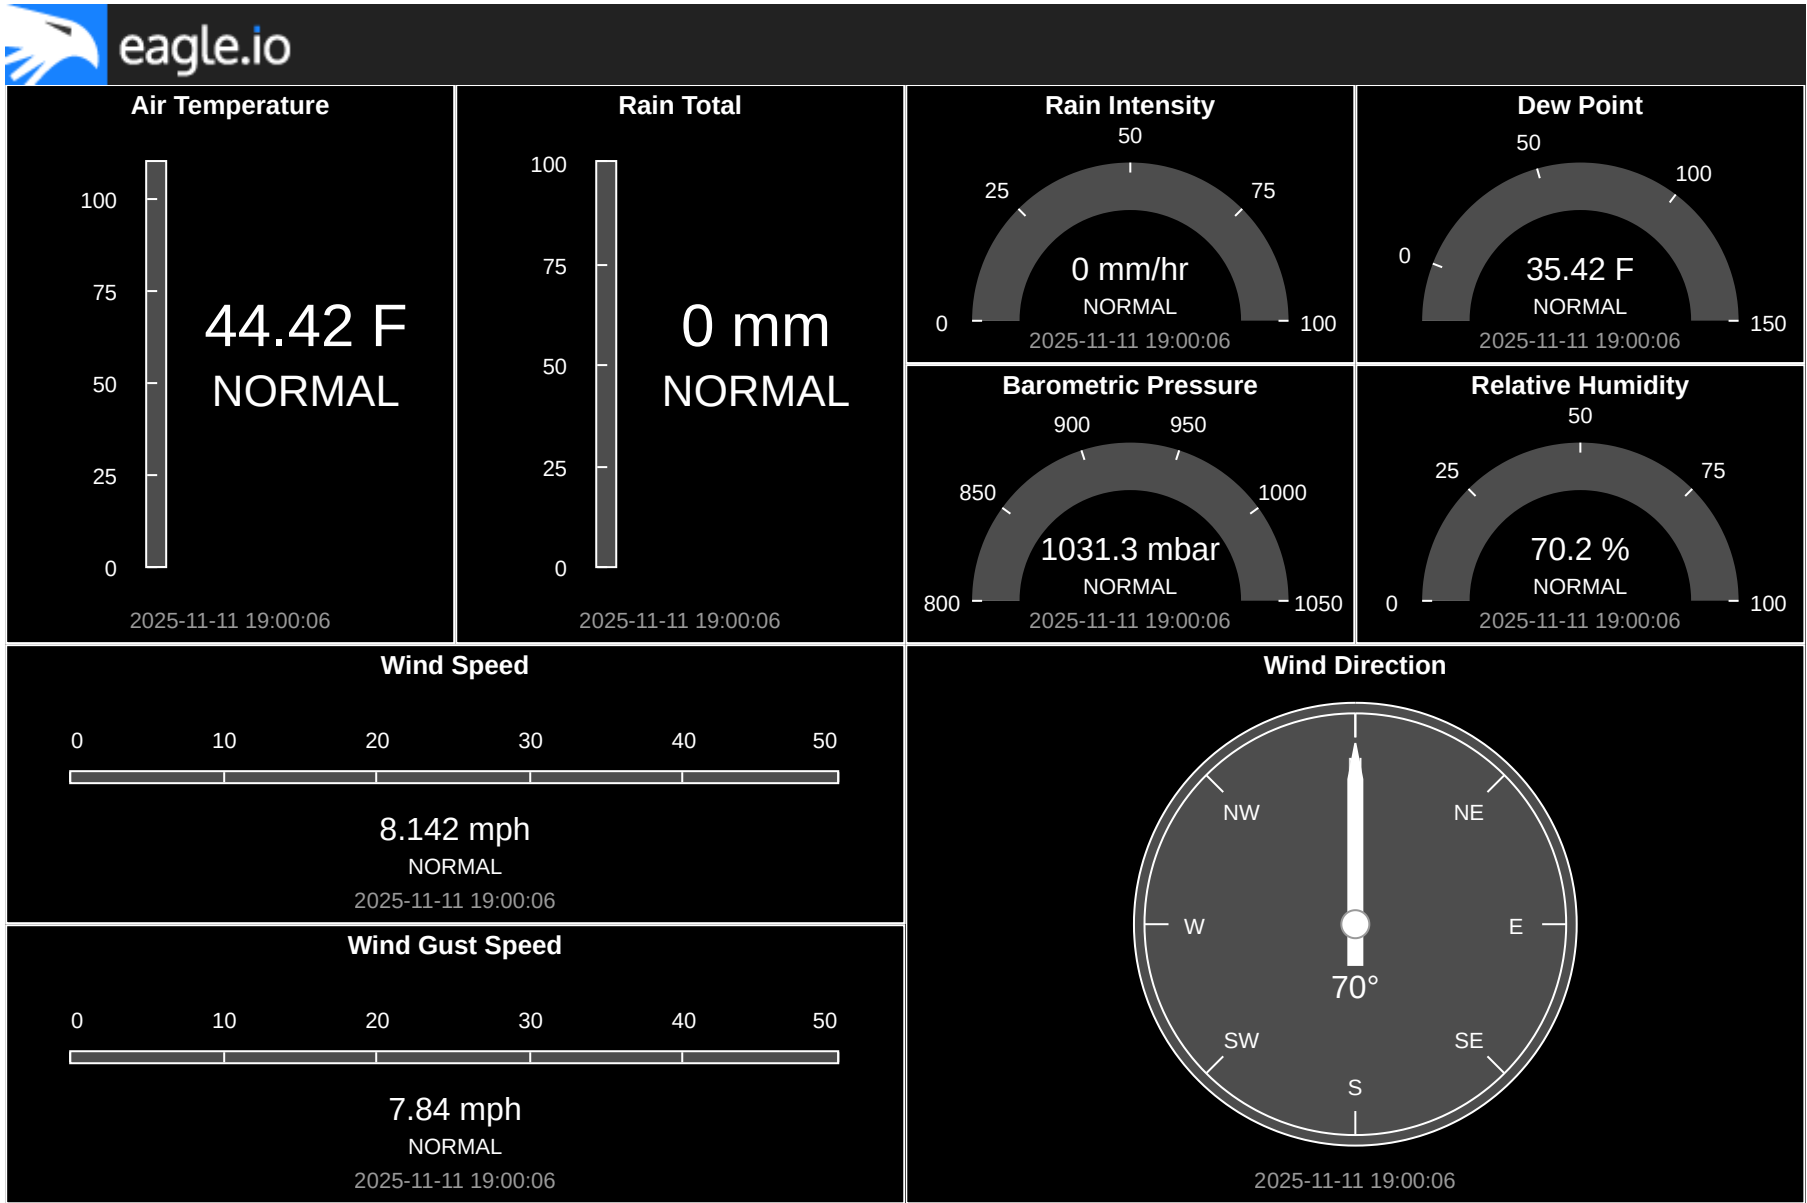 eagle.io
Air Temperature
100
75
50
25
0
44.42 F
NORMAL
2025-11-11 19:00:06
Rain Total
100
75
50
25
0
0 mm
NORMAL
2025-11-11 19:00:06
Rain Intensity
50
25
75
0
100
0 mm/hr
NORMAL
2025-11-11 19:00:06
Dew Point
50
100
0
150
35.42 F
NORMAL
2025-11-11 19:00:06
Barometric Pressure
900
950
850
1000
800
1050
1031.3 mbar
NORMAL
2025-11-11 19:00:06
Relative Humidity
50
25
75
0
100
70.2 %
NORMAL
2025-11-11 19:00:06
Wind Speed
0 10 20 30 40 50
8.142 mph
NORMAL
2025-11-11 19:00:06
Wind Gust Speed
0 10 20 30 40 50
7.84 mph
NORMAL
2025-11-11 19:00:06
Wind Direction
NW NE
W E
70°
SW SE
S
2025-11-11 19:00:06